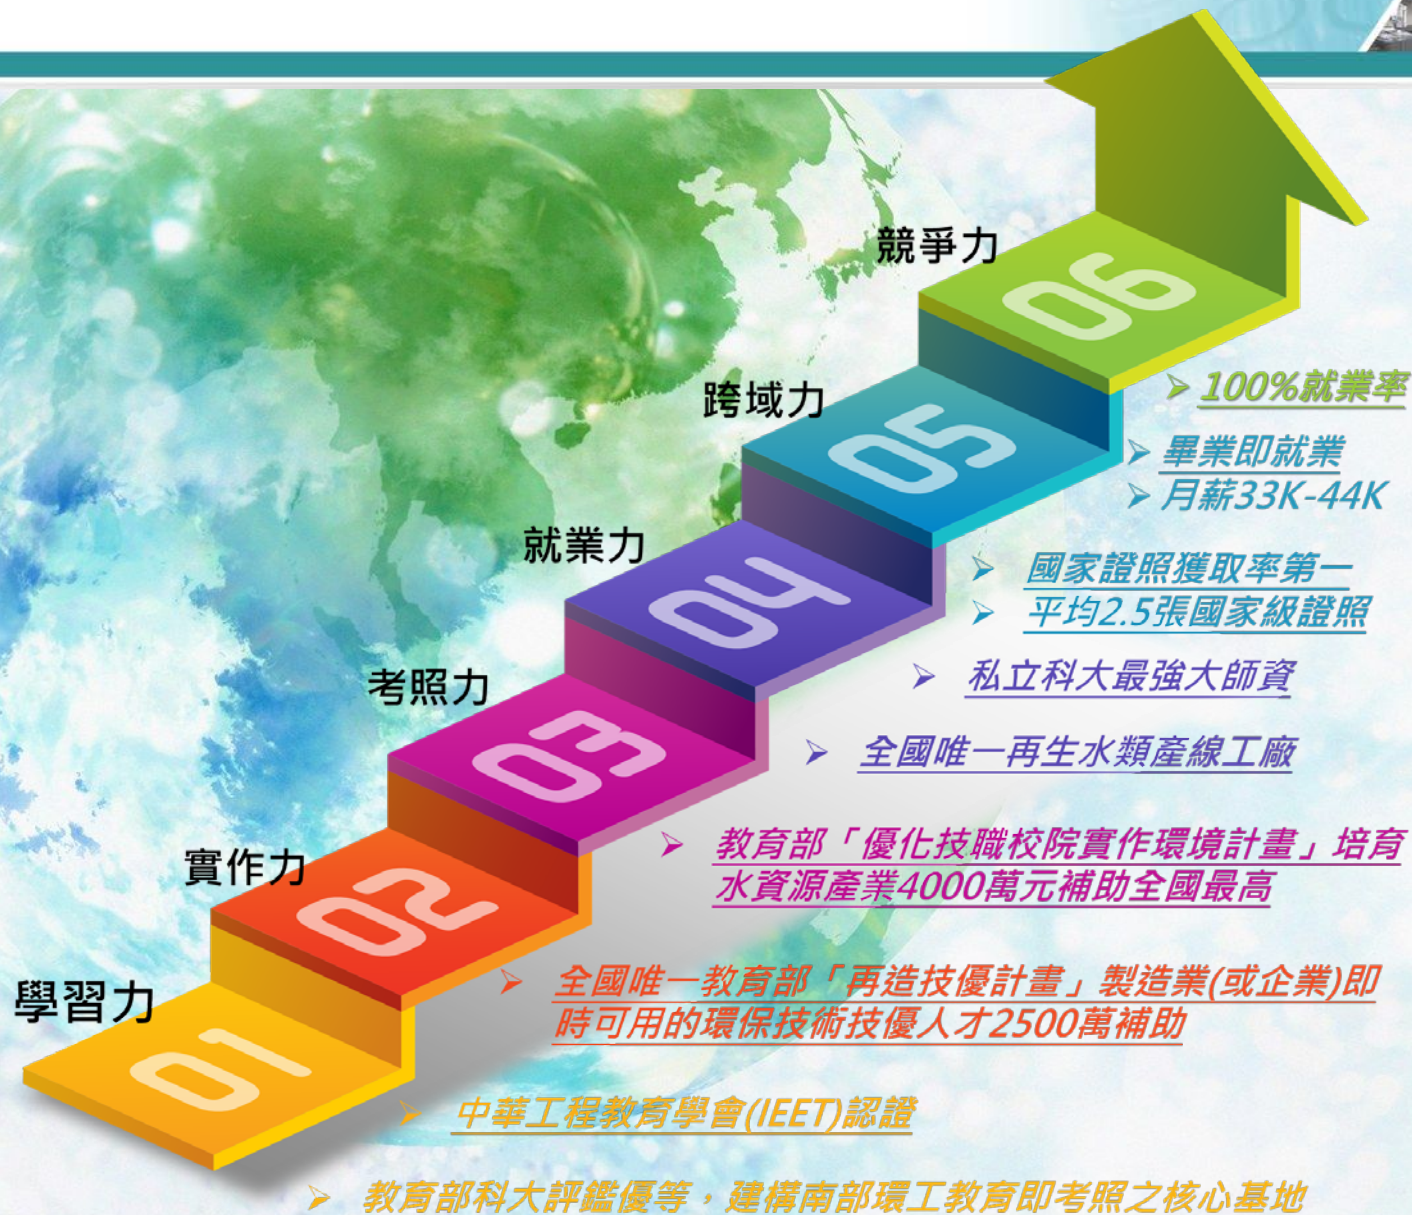 競爭力
06
100%就業率
跨域力
05
畢業即就業
月薪33K-44K
就業力
04
國家證照獲取率第一
平均2.5張國家級證照
考照力
03
私立科大最強大師資
全國唯一再生水類產線工廠
實作力
02
教育部「優化技職校院實作環境計畫」培育
水資源產業4000萬元補助全國最高
學習力
01
全國唯一教育部「再造技優計畫」製造業(或企業)即
時可用的環保技術技優人才2500萬補助
中華工程教育學會(IEET)認證
教育部科大評鑑優等，建構南部環工教育即考照之核心基地